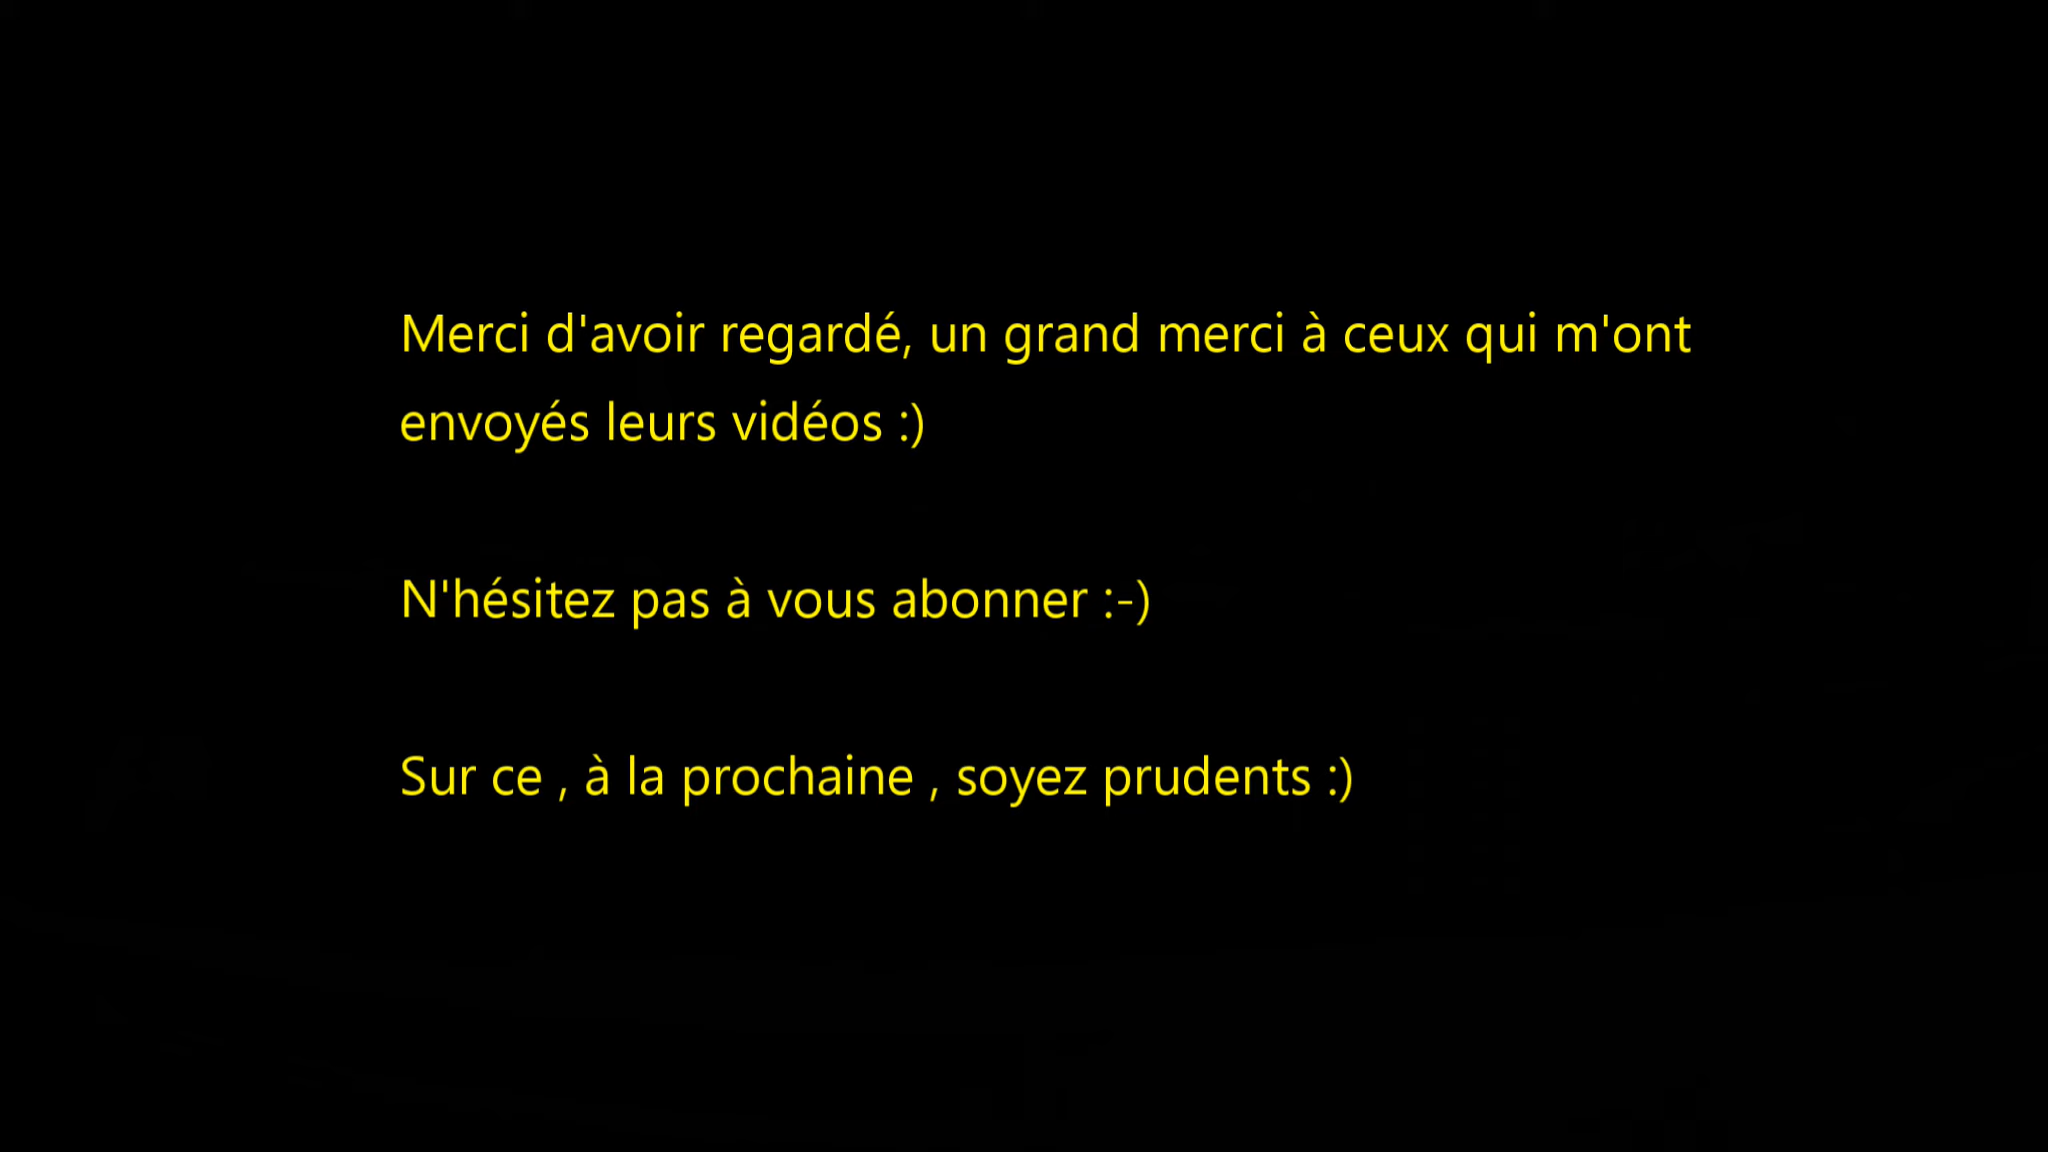 Merci d'avoir regardé, un grand merci à ceux qui m'ont
envoyés leurs vidéos :)
N'hésitez pas à vous abonner :-)
Sur ce , à la prochaine , soyez prudents :)